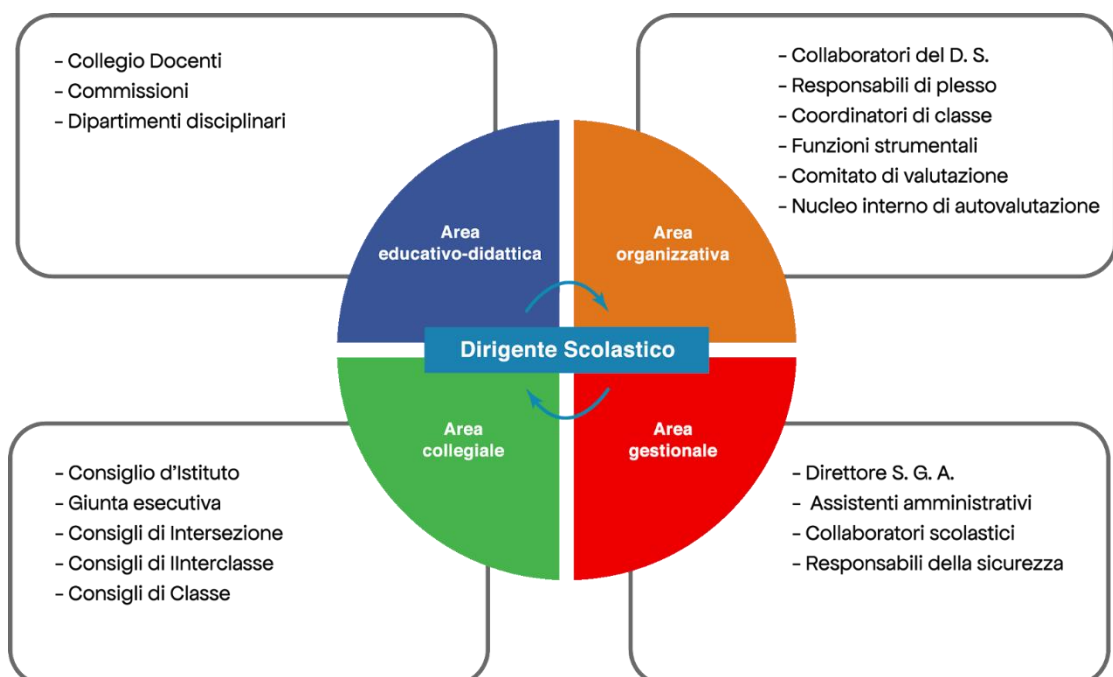 - Collegio Docenti
- Commissioni
- Dipartimenti disciplinari
- Collaboratori del D. S.
- Responsabili di plesso
- Coordinatori di classe
- Funzioni strumentali
- Comitato di valutazione
- Nucleo interno di autovalutazione
Area
educativo-didattica
Area
organizzativa
Dirigente Scolastico
Area
collegiale
Area
gestionale
- Consiglio d'Istituto
- Giunta esecutiva
- Consigli di Intersezione
- Consigli di IInterclasse
- Consigli di Classe
- Direttore S. G. A.
- Assistenti amministrativi
- Collaboratori scolastici
- Responsabili della sicurezza